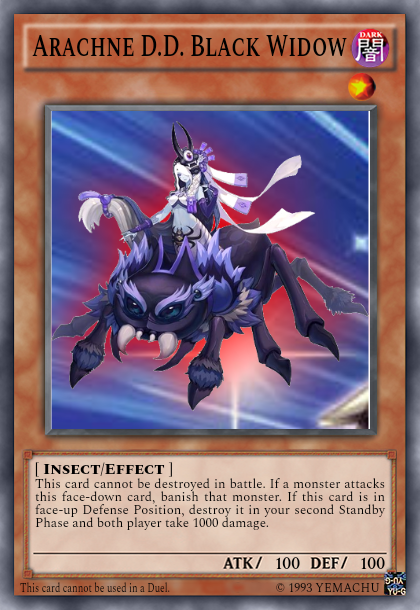 ARACHNE D.D. BLACK WIDOW
DARK
闇
[ INSECT/EFFECT ]
This card cannot be destroyed in battle. If a monster attacks
this face-down card, banish that monster. If this card is in
face-up Defense Position, destroy it in your second Standby
Phase and both player take 1000 damage.
ATK/ 100 DEF/ 100
This card cannot be used in a Duel.
© 1993 YEMACHU
YU-G